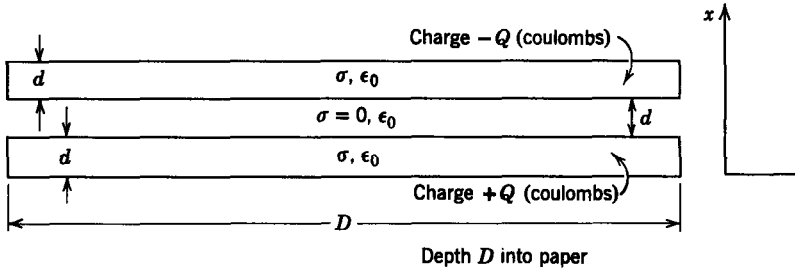 x
Charge −Q (coulombs)
d
σ, ϵ₀
σ = 0, ϵ₀
d
d
σ, ϵ₀
Charge +Q (coulombs)
D
Depth D into paper